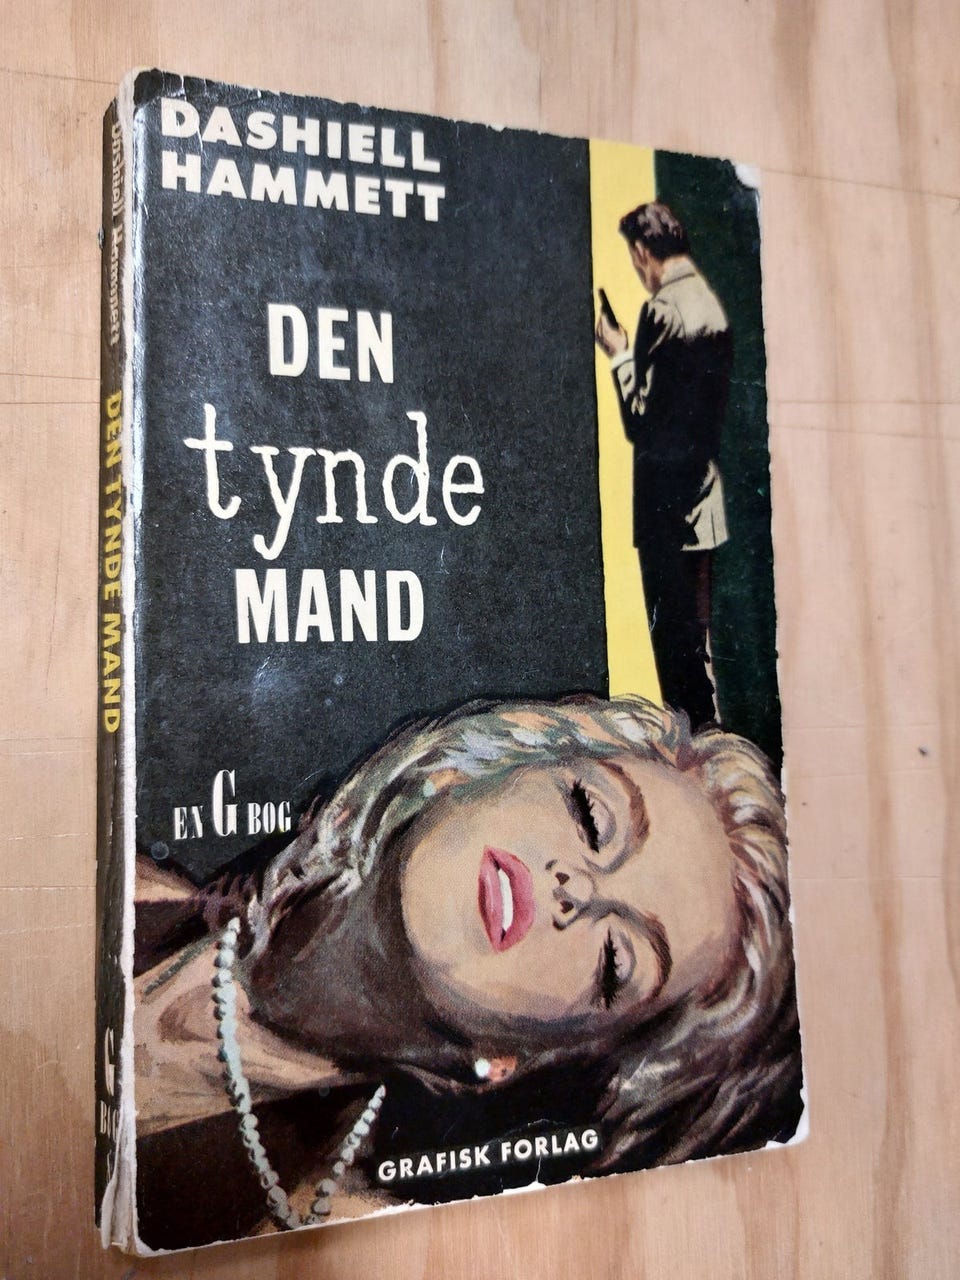 DASHIELL
HAMMETT
DEN
tynde
MAND
EN G BOG
GRAFISK FORLAG
Dashiell Hammett
DEN TYNDE MAND
G